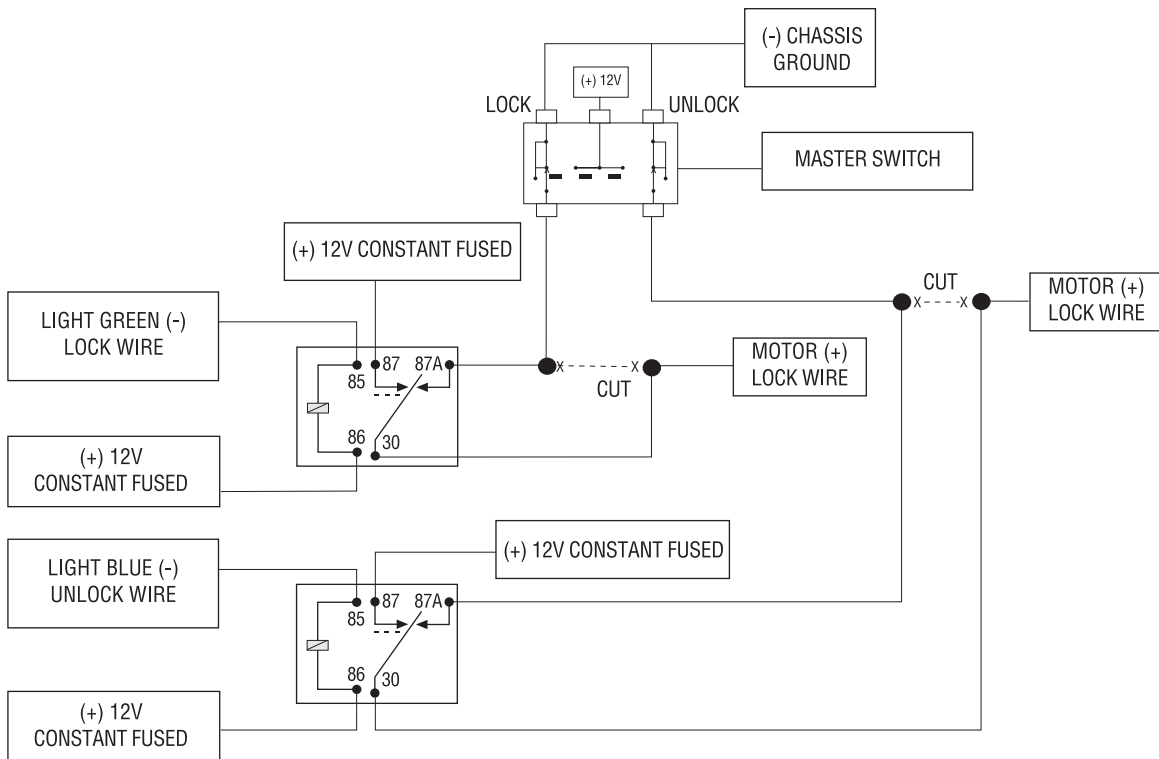 (-) CHASSIS
GROUND
(+) 12V
LOCK
UNLOCK
MASTER SWITCH
(+) 12V CONSTANT FUSED
CUT
MOTOR (+)
LOCK WIRE
LIGHT GREEN (-)
LOCK WIRE
87
87A
85
X
X
CUT
MOTOR (+)
LOCK WIRE
86
30
(+) 12V
CONSTANT FUSED
(+) 12V CONSTANT FUSED
LIGHT BLUE (-)
UNLOCK WIRE
87
87A
85
86
30
(+) 12V
CONSTANT FUSED
X
X